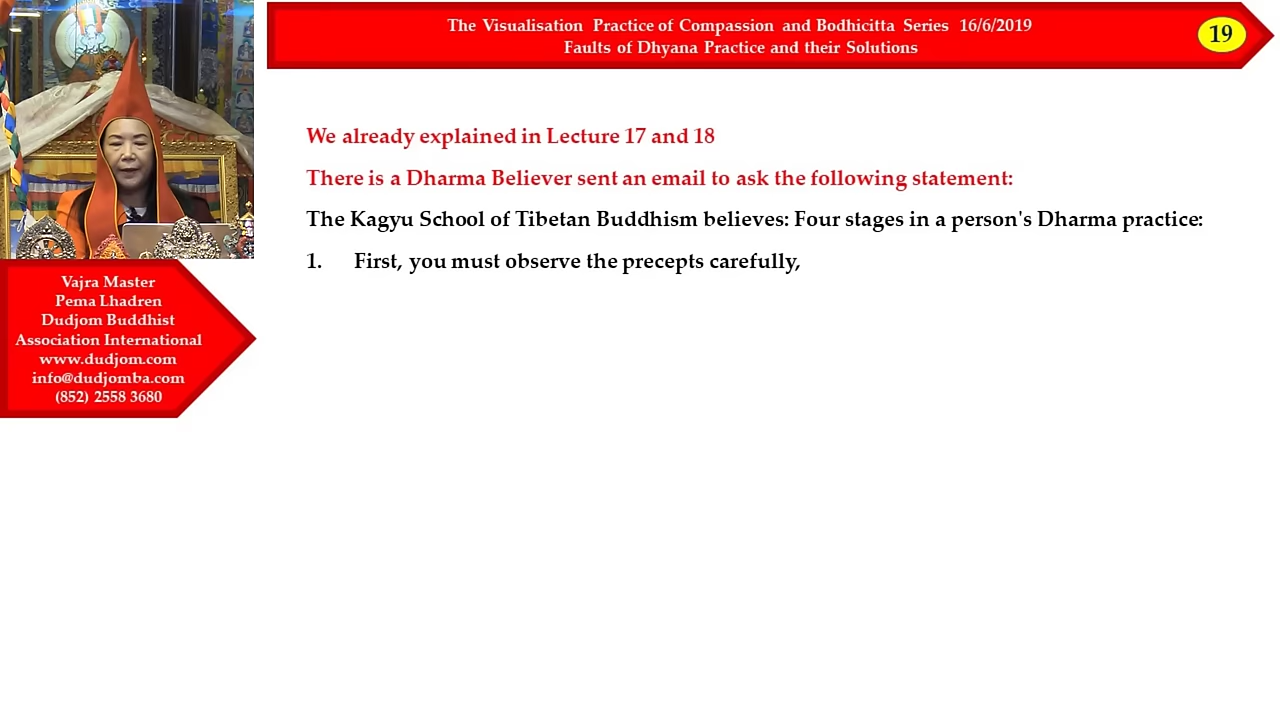 The Visualisation Practice of Compassion and Bodhicitta Series 16/6/2019
Faults of Dhyana Practice and their Solutions
19
We already explained in Lecture 17 and 18
There is a Dharma Believer sent an email to ask the following statement:
The Kagyu School of Tibetan Buddhism believes: Four stages in a person's Dharma practice:
1. First, you must observe the precepts carefully,
Vajra Master
Pema Lhadren
Dudjom Buddhist
Association International
www.dudjom.com
info@dudjomba.com
(852) 2558 3680